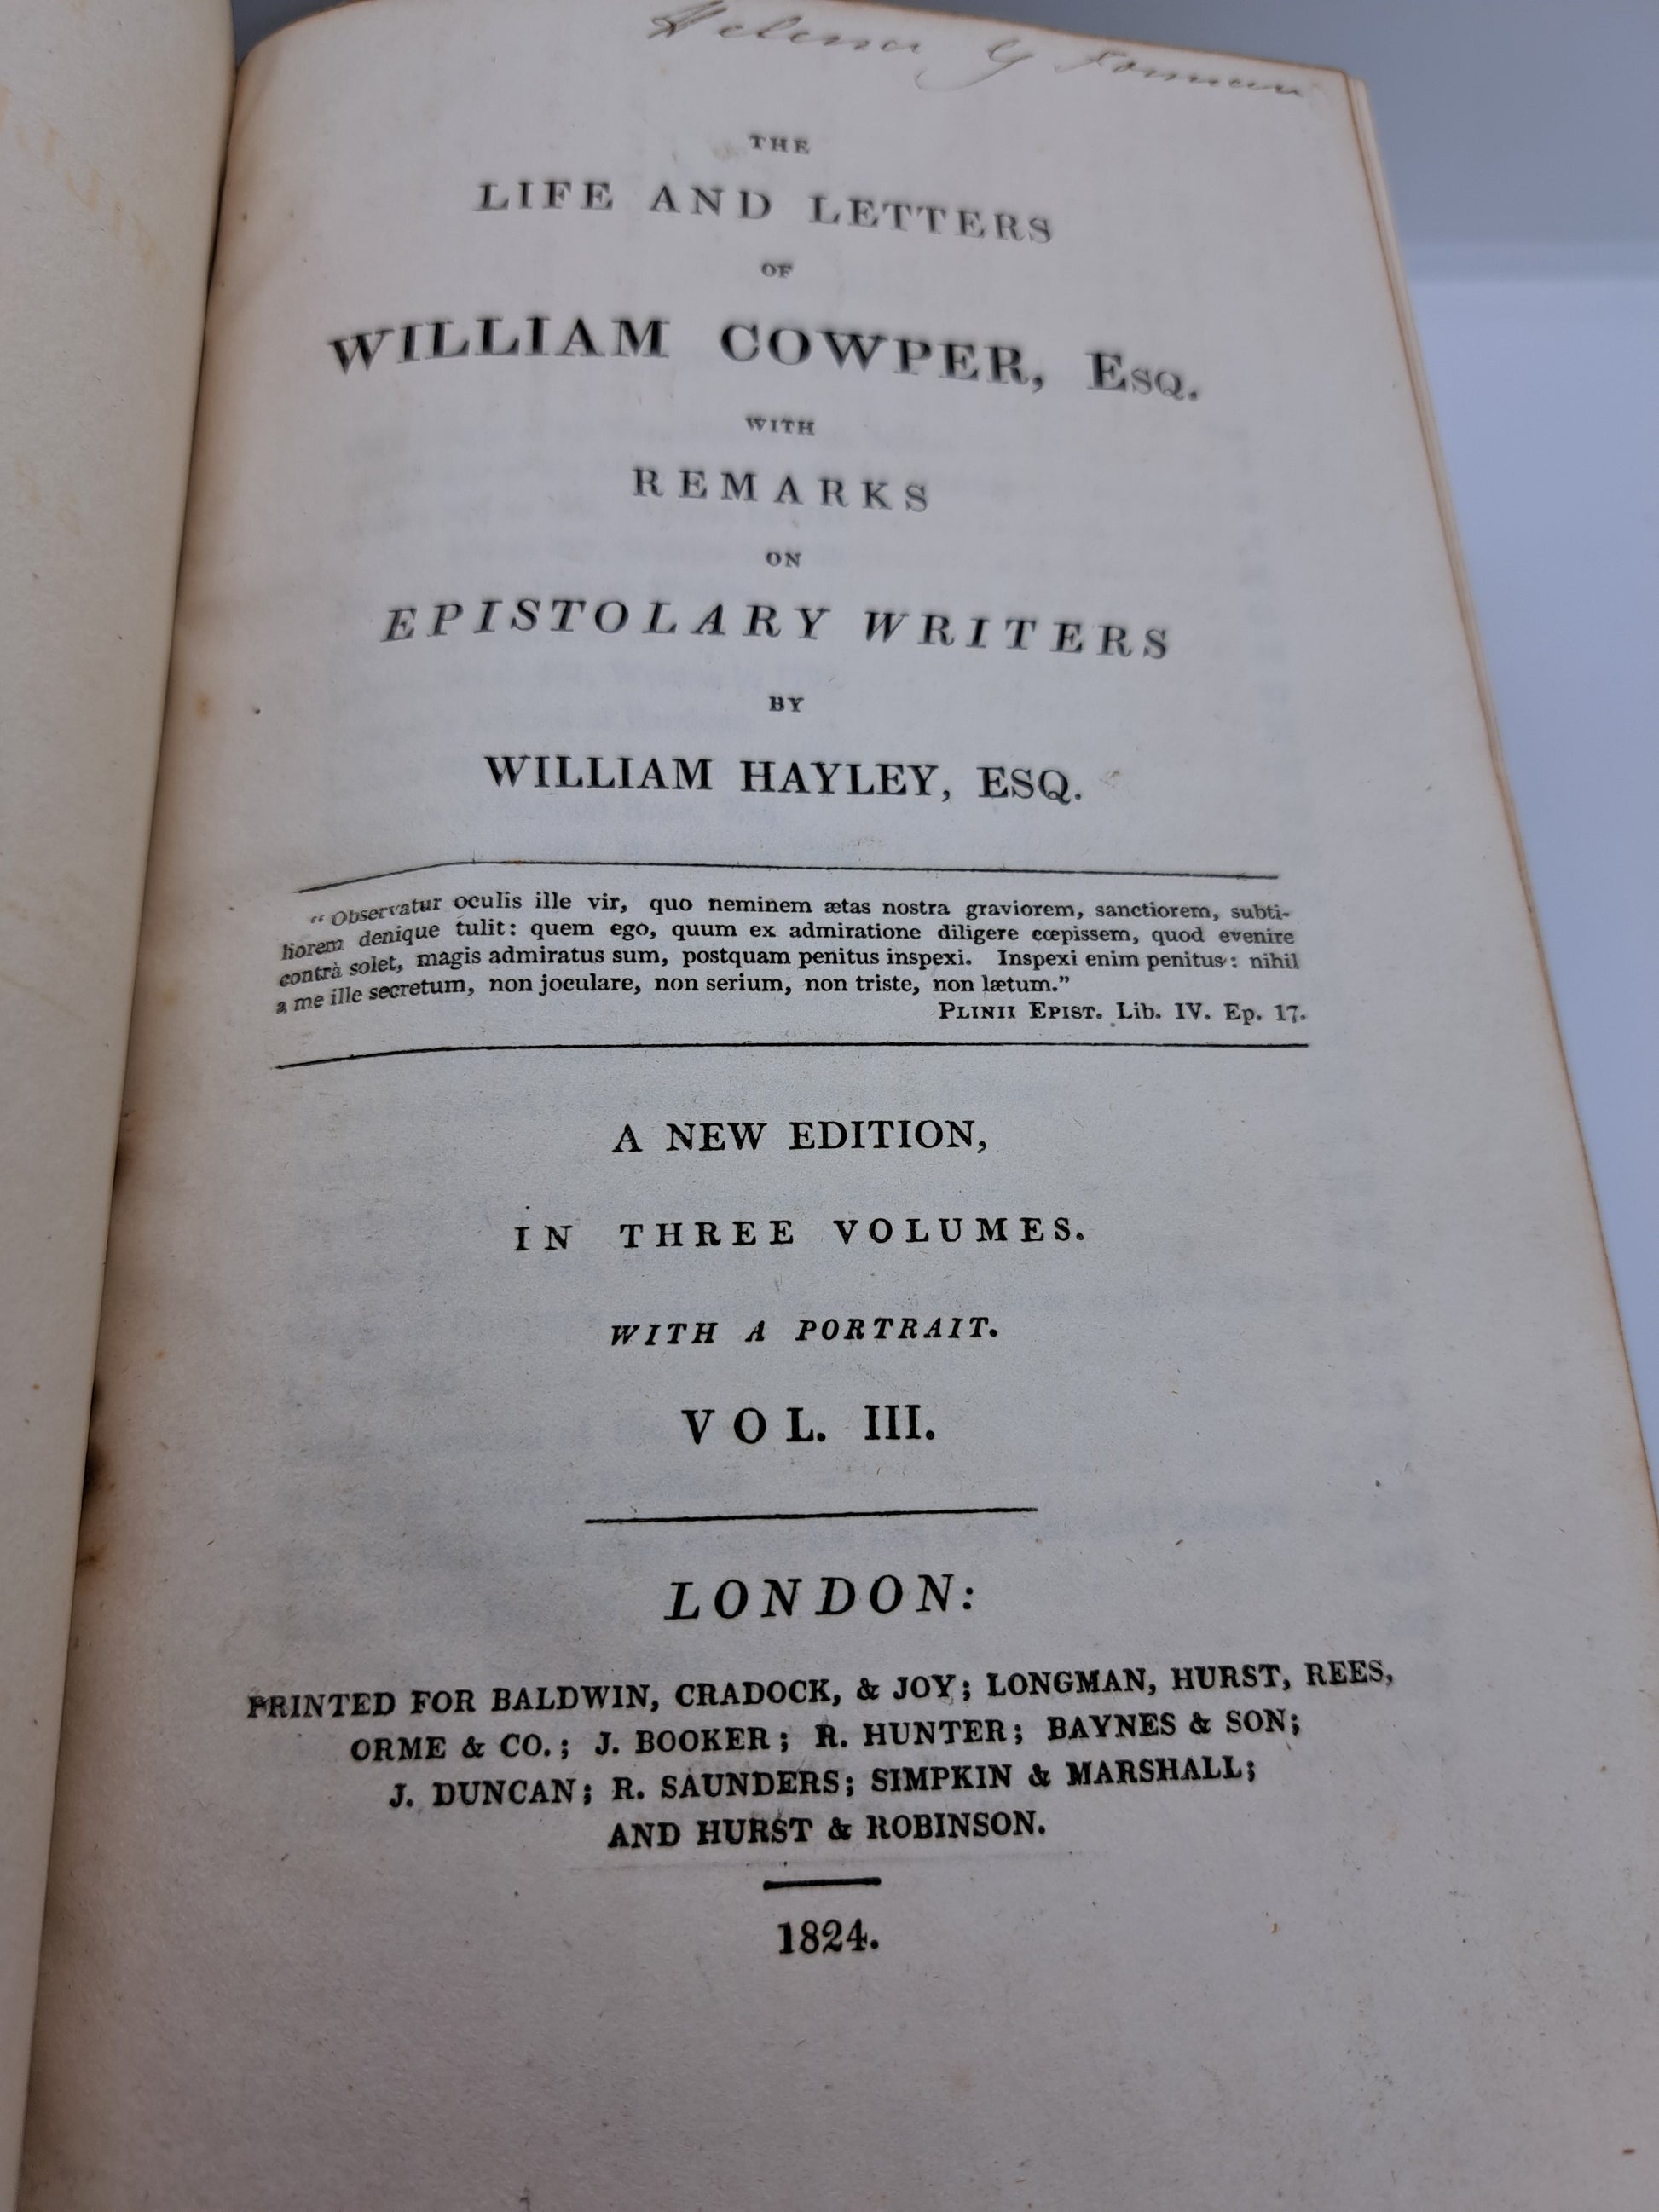 Helena G Forman
THE
LIFE AND LETTERS
OF
WILLIAM COWPER, Esq.
WITH
REMARKS
ON
EPISTOLARY WRITERS
BY
WILLIAM HAYLEY, ESQ.
“Observatur oculis ille vir, quo neminem ætas nostra graviorem, sanctiorem, subti-
liorem denique tulit: quem ego, quum ex admiratione diligere cœpissem, quod evenire
contrà solet, magis admiratus sum, postquam penitus inspexi. Inspexi enim penitus: nihil
a me ille secretum, non joculare, non serium, non triste, non lætum.”
PLINII EPIST. Lib. IV. Ep. 17.
A NEW EDITION,
IN THREE VOLUMES.
WITH A PORTRAIT.
VOL. III.
LONDON:
PRINTED FOR BALDWIN, CRADOCK, & JOY; LONGMAN, HURST, REES,
ORME & CO.; J. BOOKER; R. HUNTER; BAYNES & SON;
J. DUNCAN; R. SAUNDERS; SIMPKIN & MARSHALL;
AND HURST & ROBINSON.
1824.